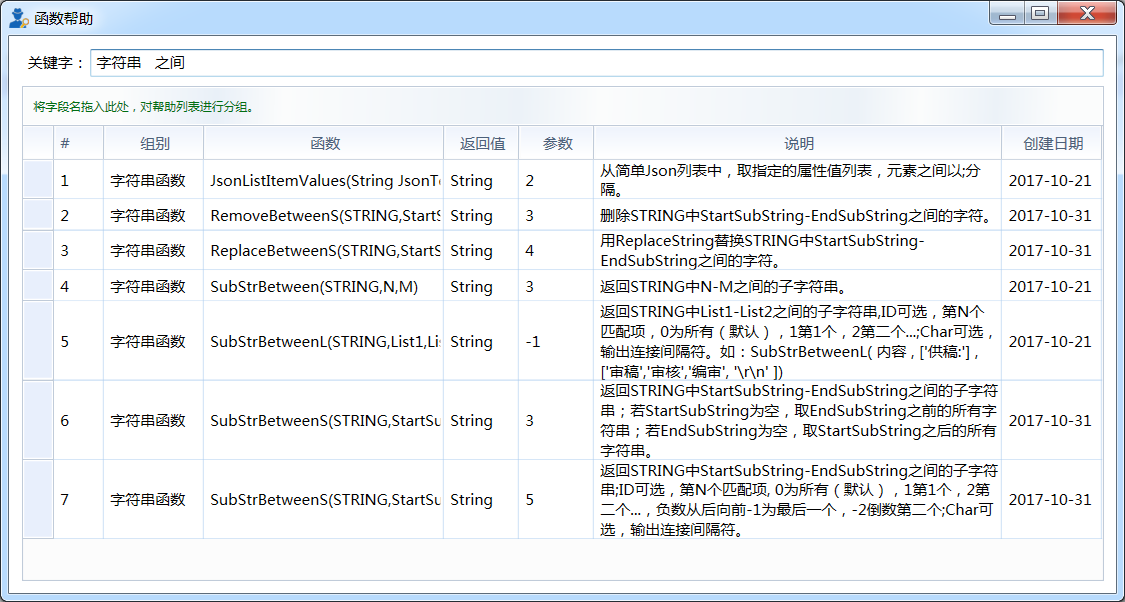 函数帮助
关键字： 字符串 之间
将字段名拖入此处，对帮助列表进行分组。
# 组别 函数 返回值 参数 说明 创建日期
1 字符串函数 JsonListItemValues(String JsonTe String 2 从简单Json列表中，取指定的属性值列表，元素之间以;分
隔。 2017-10-21
2 字符串函数 RemoveBetweenS(STRING,StartS String 3 删除STRING中StartSubString-EndSubString之间的字符。 2017-10-31
3 字符串函数 ReplaceBetweenS(STRING,StartS String 4 用ReplaceString替换STRING中StartSubString-
EndSubString之间的字符。 2017-10-31
4 字符串函数 SubStrBetween(STRING,N,M) String 3 返回STRING中N-M之间的子字符串。 2017-10-21
5 字符串函数 SubStrBetweenL(STRING,List1,Lis String -1 返回STRING中List1-List2之间的子字符串,ID可选，第N个
匹配项，0为所有（默认），1第1个，2第二个...;Char可选，
输出连接间隔符。如：SubStrBetweenL( 内容 , ['供稿:'] ,
['审稿','审核','编审', '\r\n' ]) 2017-10-21
6 字符串函数 SubStrBetweenS(STRING,StartSu String 3 返回STRING中StartSubString-EndSubString之间的子字符
串；若StartSubString为空，取EndSubString之前的所有字
符串；若EndSubString为空，取StartSubString之后的所有
字符串。 2017-10-31
7 字符串函数 SubStrBetweenS(STRING,StartSu String 5 返回STRING中StartSubString-EndSubString之间的子字符
串;ID可选，第N个匹配项, 0为所有（默认），1第1个，2第
二个...，负数从后向前-1为最后一个，-2倒数第二个;Char可
选，输出连接间隔符。 2017-10-31